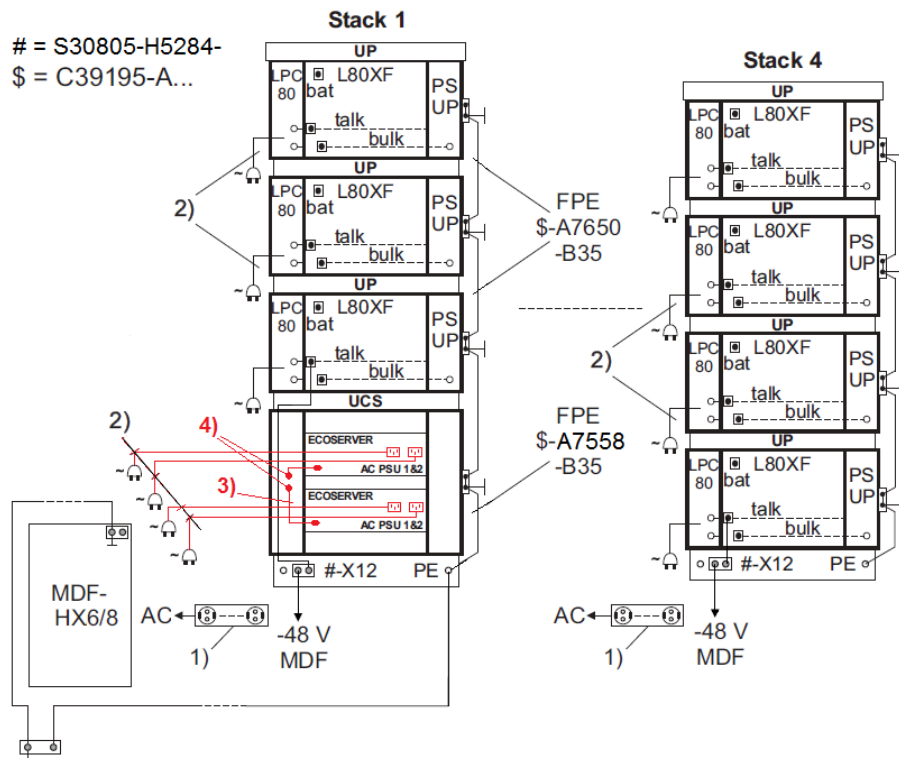 Stack 1
# = S30805-H5284-
$ = C39195-A...
UP
LPC
80
L80XF
bat
PS
UP
talk
bulk
~
UP
LPC
80
L80XF
bat
PS
UP
talk
bulk
~
2)
FPE
$-A7650
-B35
UP
LPC
80
L80XF
bat
PS
UP
talk
bulk
~
UCS
2)
4)
3)
ECOSERVER
AC PSU 1&2
ECOSERVER
AC PSU 1&2
~
~
~
~
FPE
$-A7558
-B35
#-X12
PE
MDF-
HX6/8
AC
1)
-48 V
MDF
Stack 4
UP
LPC
80
L80XF
bat
PS
UP
talk
bulk
~
UP
LPC
80
L80XF
bat
PS
UP
talk
bulk
~
2)
UP
LPC
80
L80XF
bat
PS
UP
talk
bulk
~
UP
LPC
80
L80XF
bat
PS
UP
talk
bulk
~
#-X12
PE
AC
1)
-48 V
MDF